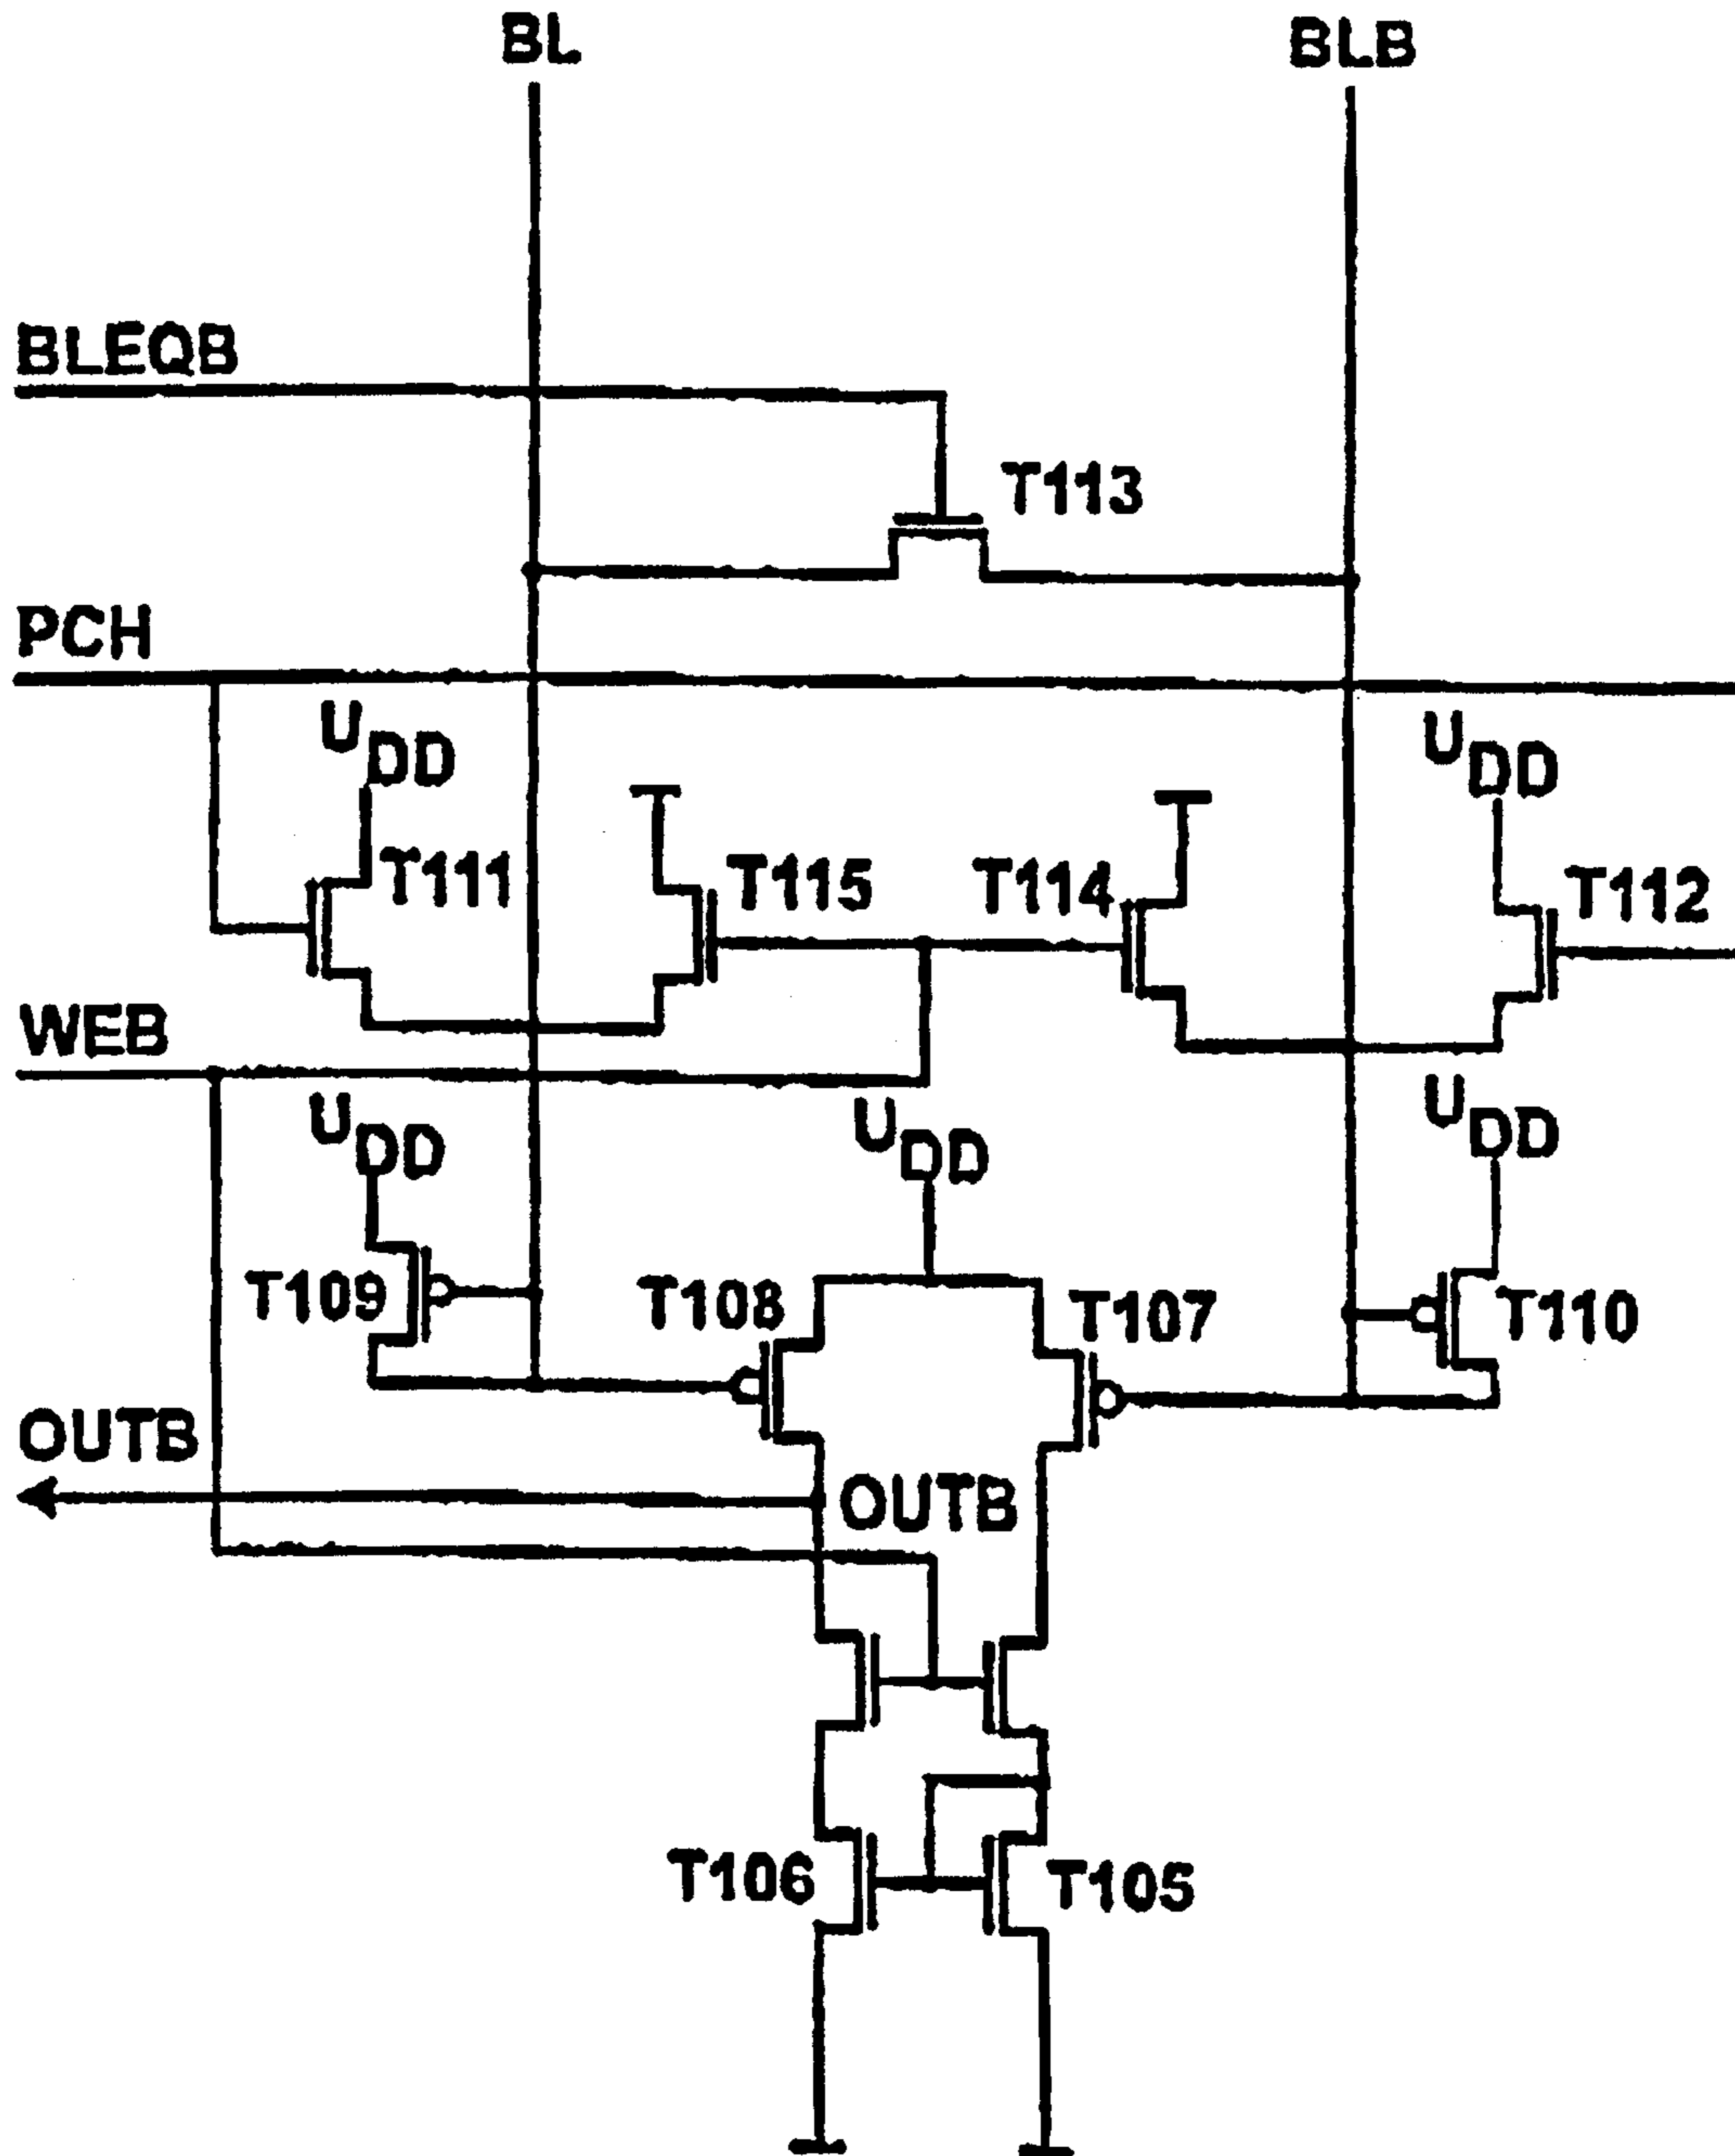 BL BLB
BLEQB
T113
PCH
UDD UDD
T111 T115 T114 T112
WEB
UDD UDD UDD
T109 T108 T107 T110
OUTB
OUTB
T106 T105